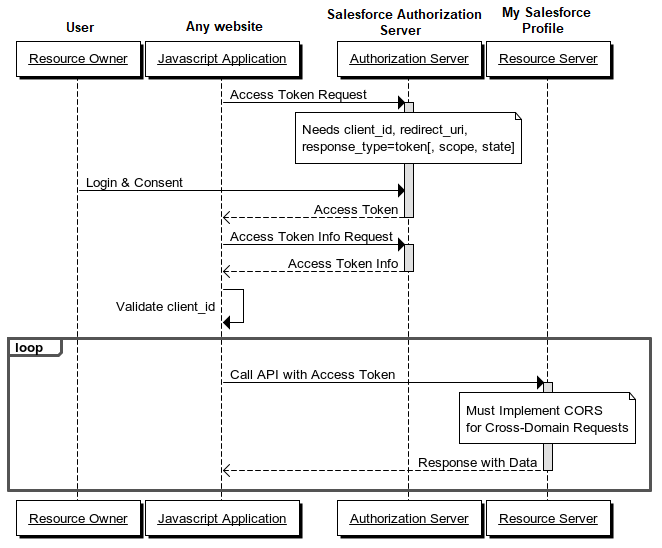 User
Any website
Salesforce Authorization
Server
My Salesforce
Profile
Resource Owner
Javascript Application
Authorization Server
Resource Server
Access Token Request
Needs client_id, redirect_uri,
response_type=token[, scope, state]
Login & Consent
Access Token
Access Token Info Request
Access Token Info
Validate client_id
loop
Call API with Access Token
Must Implement CORS
for Cross-Domain Requests
Response with Data
Resource Owner
Javascript Application
Authorization Server
Resource Server